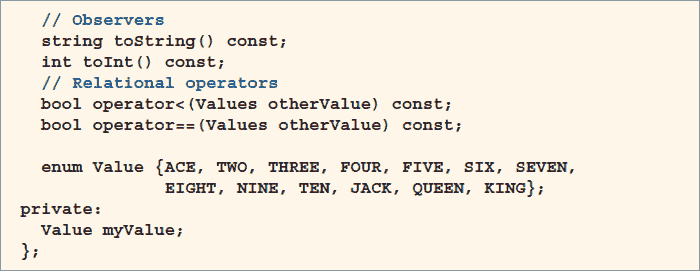 // Observers
string toString() const;
int toInt() const;
// Relational operators
bool operator<(Values otherValue) const;
bool operator==(Values otherValue) const;
enum Value {ACE, TWO, THREE, FOUR, FIVE, SIX, SEVEN,
EIGHT, NINE, TEN, JACK, QUEEN, KING};
private:
Value myValue;
};